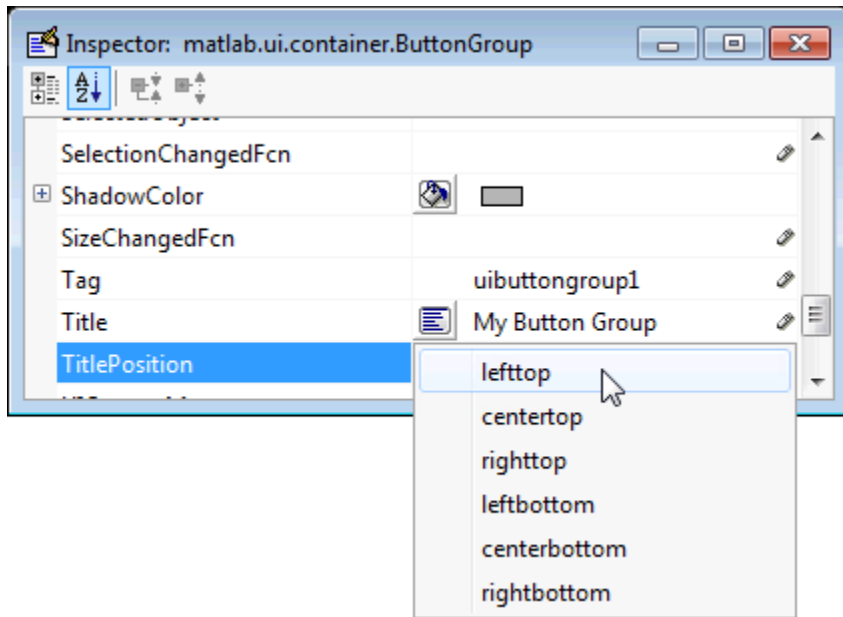 Inspector: matlab.ui.container.ButtonGroup
SelectionChangedFcn
ShadowColor
SizeChangedFcn
Tag uibuttongroup1
Title My Button Group
TitlePosition
lefttop
centertop
righttop
leftbottom
centerbottom
rightbottom